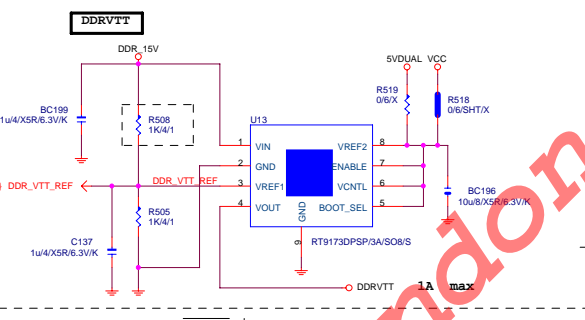 DDRVTT
DDR_15V
5VDUAL VCC
BC199
1u/4/X5R/6.3V/K
R508
1K/4/1
R519
0/6/X
R518
0/6/SHT/X
U13
1 VIN
2 GND
3 VREF1
4 VOUT
VREF2 8
ENABLE 7
VCNTL 6
BOOT_SEL 5
GND
9
DDR_VTT_REF
DDR_VTT_REF
R505
1K/4/1
C137
1u/4/X5R/6.3V/K
BC196
10u/8/X5R/6.3V/K
RT9173DPSP/3A/SO8/S
DDRVTT
1A max